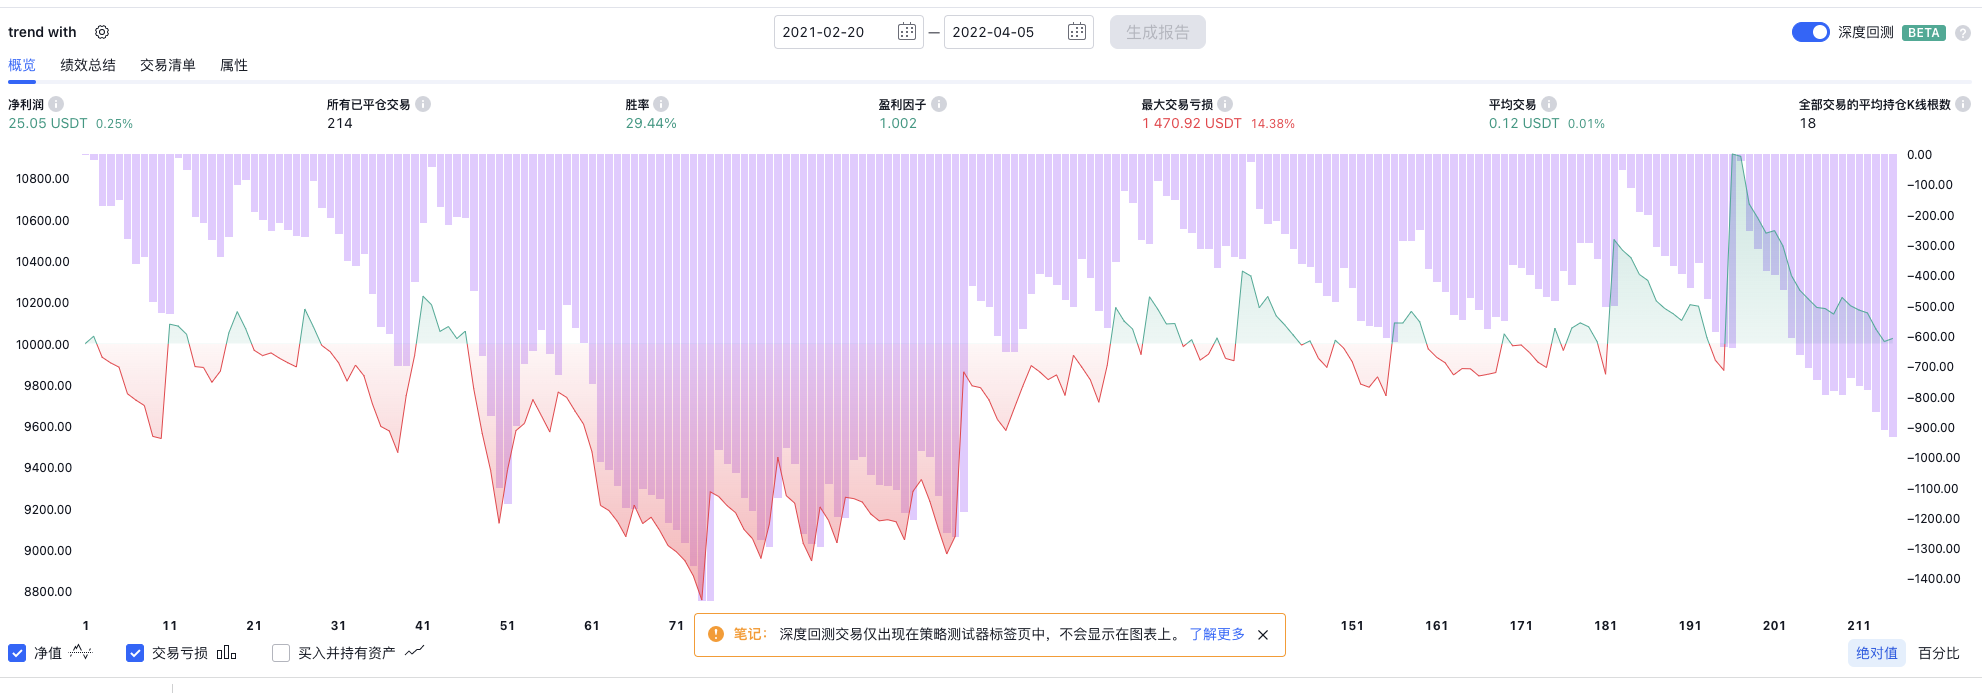 trend with
2021-02-20 — 2022-04-05 生成报告
深度回测 BETA ?
概览 绩效总结 交易清单 属性
净利润 所有已平仓交易 胜率 盈利因子 最大交易亏损 平均交易 全部交易的平均持仓K线根数
25.05 USDT 0.25% 214 29.44% 1.002 1 470.92 USDT 14.38% 0.12 USDT 0.01% 18
10800.00
10600.00
10400.00
10200.00
10000.00
9800.00
9600.00
9400.00
9200.00
9000.00
8800.00
0.00
−100.00
−200.00
−300.00
−400.00
−500.00
−600.00
−700.00
−800.00
−900.00
−1000.00
−1100.00
−1200.00
−1300.00
−1400.00
1 11 21 31 41 51 61 71 151 161 171 181 191 201 211
笔记： 深度回测交易仅出现在策略测试器标签页中，不会显示在图表上。 了解更多
净值 交易亏损 买入并持有资产 绝对值 百分比